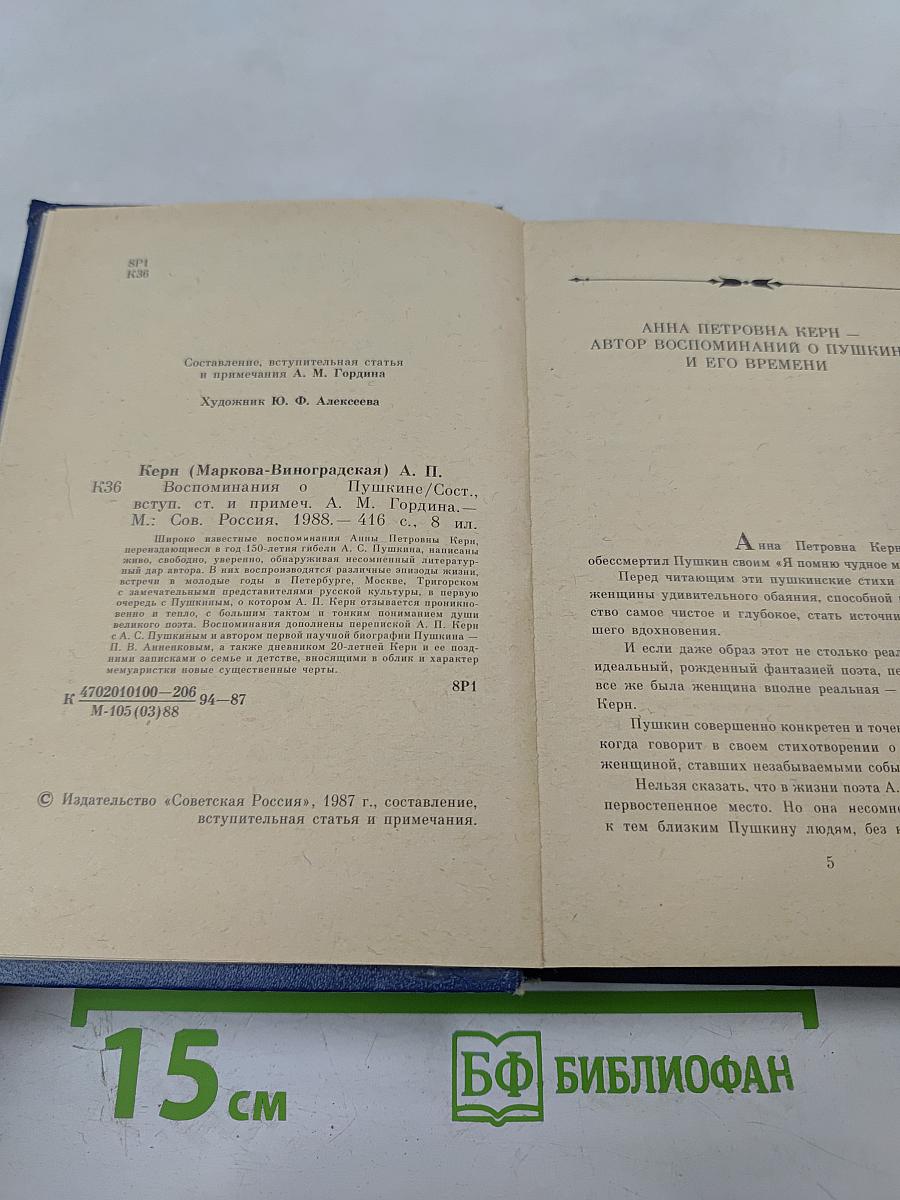 8Р1
К36
Составление, вступительная статья
и примечания А. М. Гордина
Художник Ю. Ф. Алексеева
Керн (Маркова-Виноградская) А. П.
К36 Воспоминания о Пушкине/Сост.,
вступ. ст. и примеч. А. М. Гордина.—
М.: Сов. Россия, 1988.— 416 с., 8 ил.
Широко известные воспоминания Анны Петровны Керн,
переиздающиеся в год 150-летия гибели А. С. Пушкина, написаны
живо, свободно, уверенно, обнаруживая несомненный литератур-
ный дар автора. В них воспроизводятся различные эпизоды жизни,
встречи в молодые годы в Петербурге, Москве, Тригорском
с замечательными представителями русской культуры, в первую
очередь с Пушкиным, о котором А. П. Керн отзывается проникно-
венно и тепло, с большим тактом и тонким пониманием души
великого поэта. Воспоминания дополнены перепиской А. П. Керн
с А. С. Пушкиным и автором первой научной биографии Пушкина —
П. В. Анненковым, а также дневником 20-летней Керн и ее позд-
ними записками о семье и детстве, вносящими в облик и характер
мемуаристки новые существенные черты.
К 4702010100—206 94—87
М-105(03)88
8Р1
© Издательство «Советская Россия», 1987 г., составление,
вступительная статья и примечания.
АННА ПЕТРОВНА КЕРН —
АВТОР ВОСПОМИНАНИЙ О ПУШКИН
И ЕГО ВРЕМЕНИ
Анна Петровна Керн
обессмертил Пушкин своим «Я помню чудное м
Перед читающим эти пушкинские стихи
женщины удивительного обаяния, способной
ство самое чистое и глубокое, стать источни
шего вдохновения.
И если даже образ этот не столько реал
идеальный, рожденный фантазией поэта, пе
все же была женщина вполне реальная —
Керн.
Пушкин совершенно конкретен и точен
когда говорит в своем стихотворении о
женщиной, ставших незабываемыми собы
Нельзя сказать, что в жизни поэта А.
первостепенное место. Но она несомне
к тем близким Пушкину людям, без к
5
15 см
БФ БИБЛИОФАН